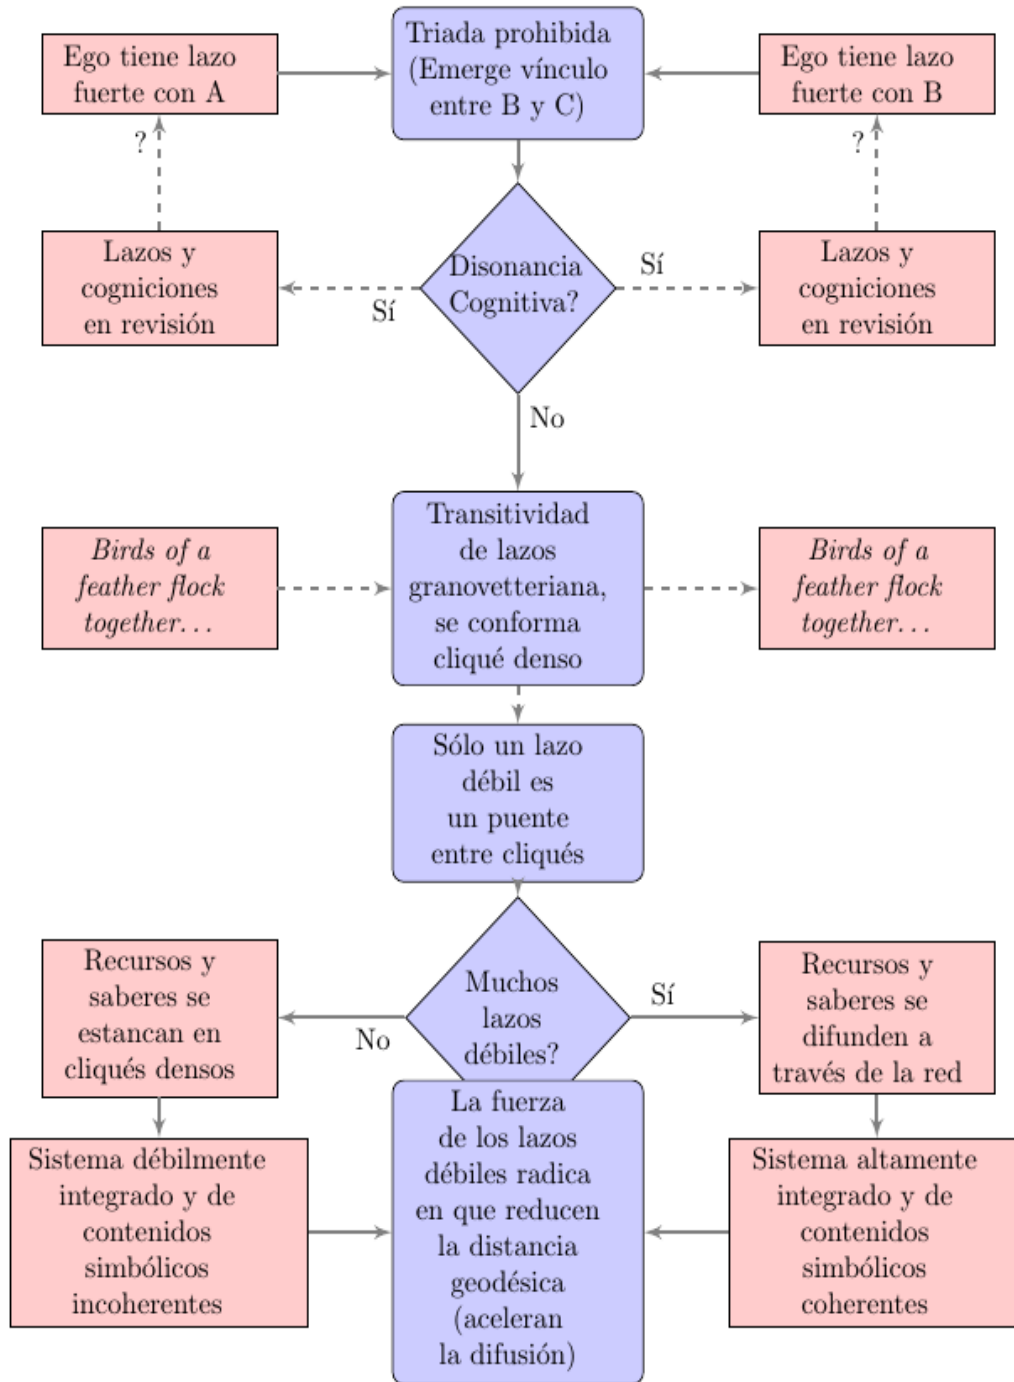 Ego tiene lazo
fuerte con A
Triada prohibida
(Emerge vínculo
entre B y C)
Ego tiene lazo
fuerte con B
?
?
Lazos y
cogniciones
en revisión
Sí
Disonancia
Cognitiva?
Sí
Lazos y
cogniciones
en revisión
No
Birds of a
feather flock
together...
Transitividad
de lazos
granovetteriana,
se conforma
cliqué denso
Birds of a
feather flock
together...
Sólo un lazo
débil es
un puente
entre cliqués
Recursos y
saberes se
estancan en
cliqués densos
No
Muchos
lazos
débiles?
Sí
Recursos y
saberes se
difunden a
través de la red
Sistema débilmente
integrado y de
contenidos
simbólicos
incoherentes
La fuerza
de los lazos
débiles radica
en que reducen
la distancia
geodésica
(aceleran
la difusión)
Sistema altamente
integrado y de
contenidos
simbólicos
coherentes